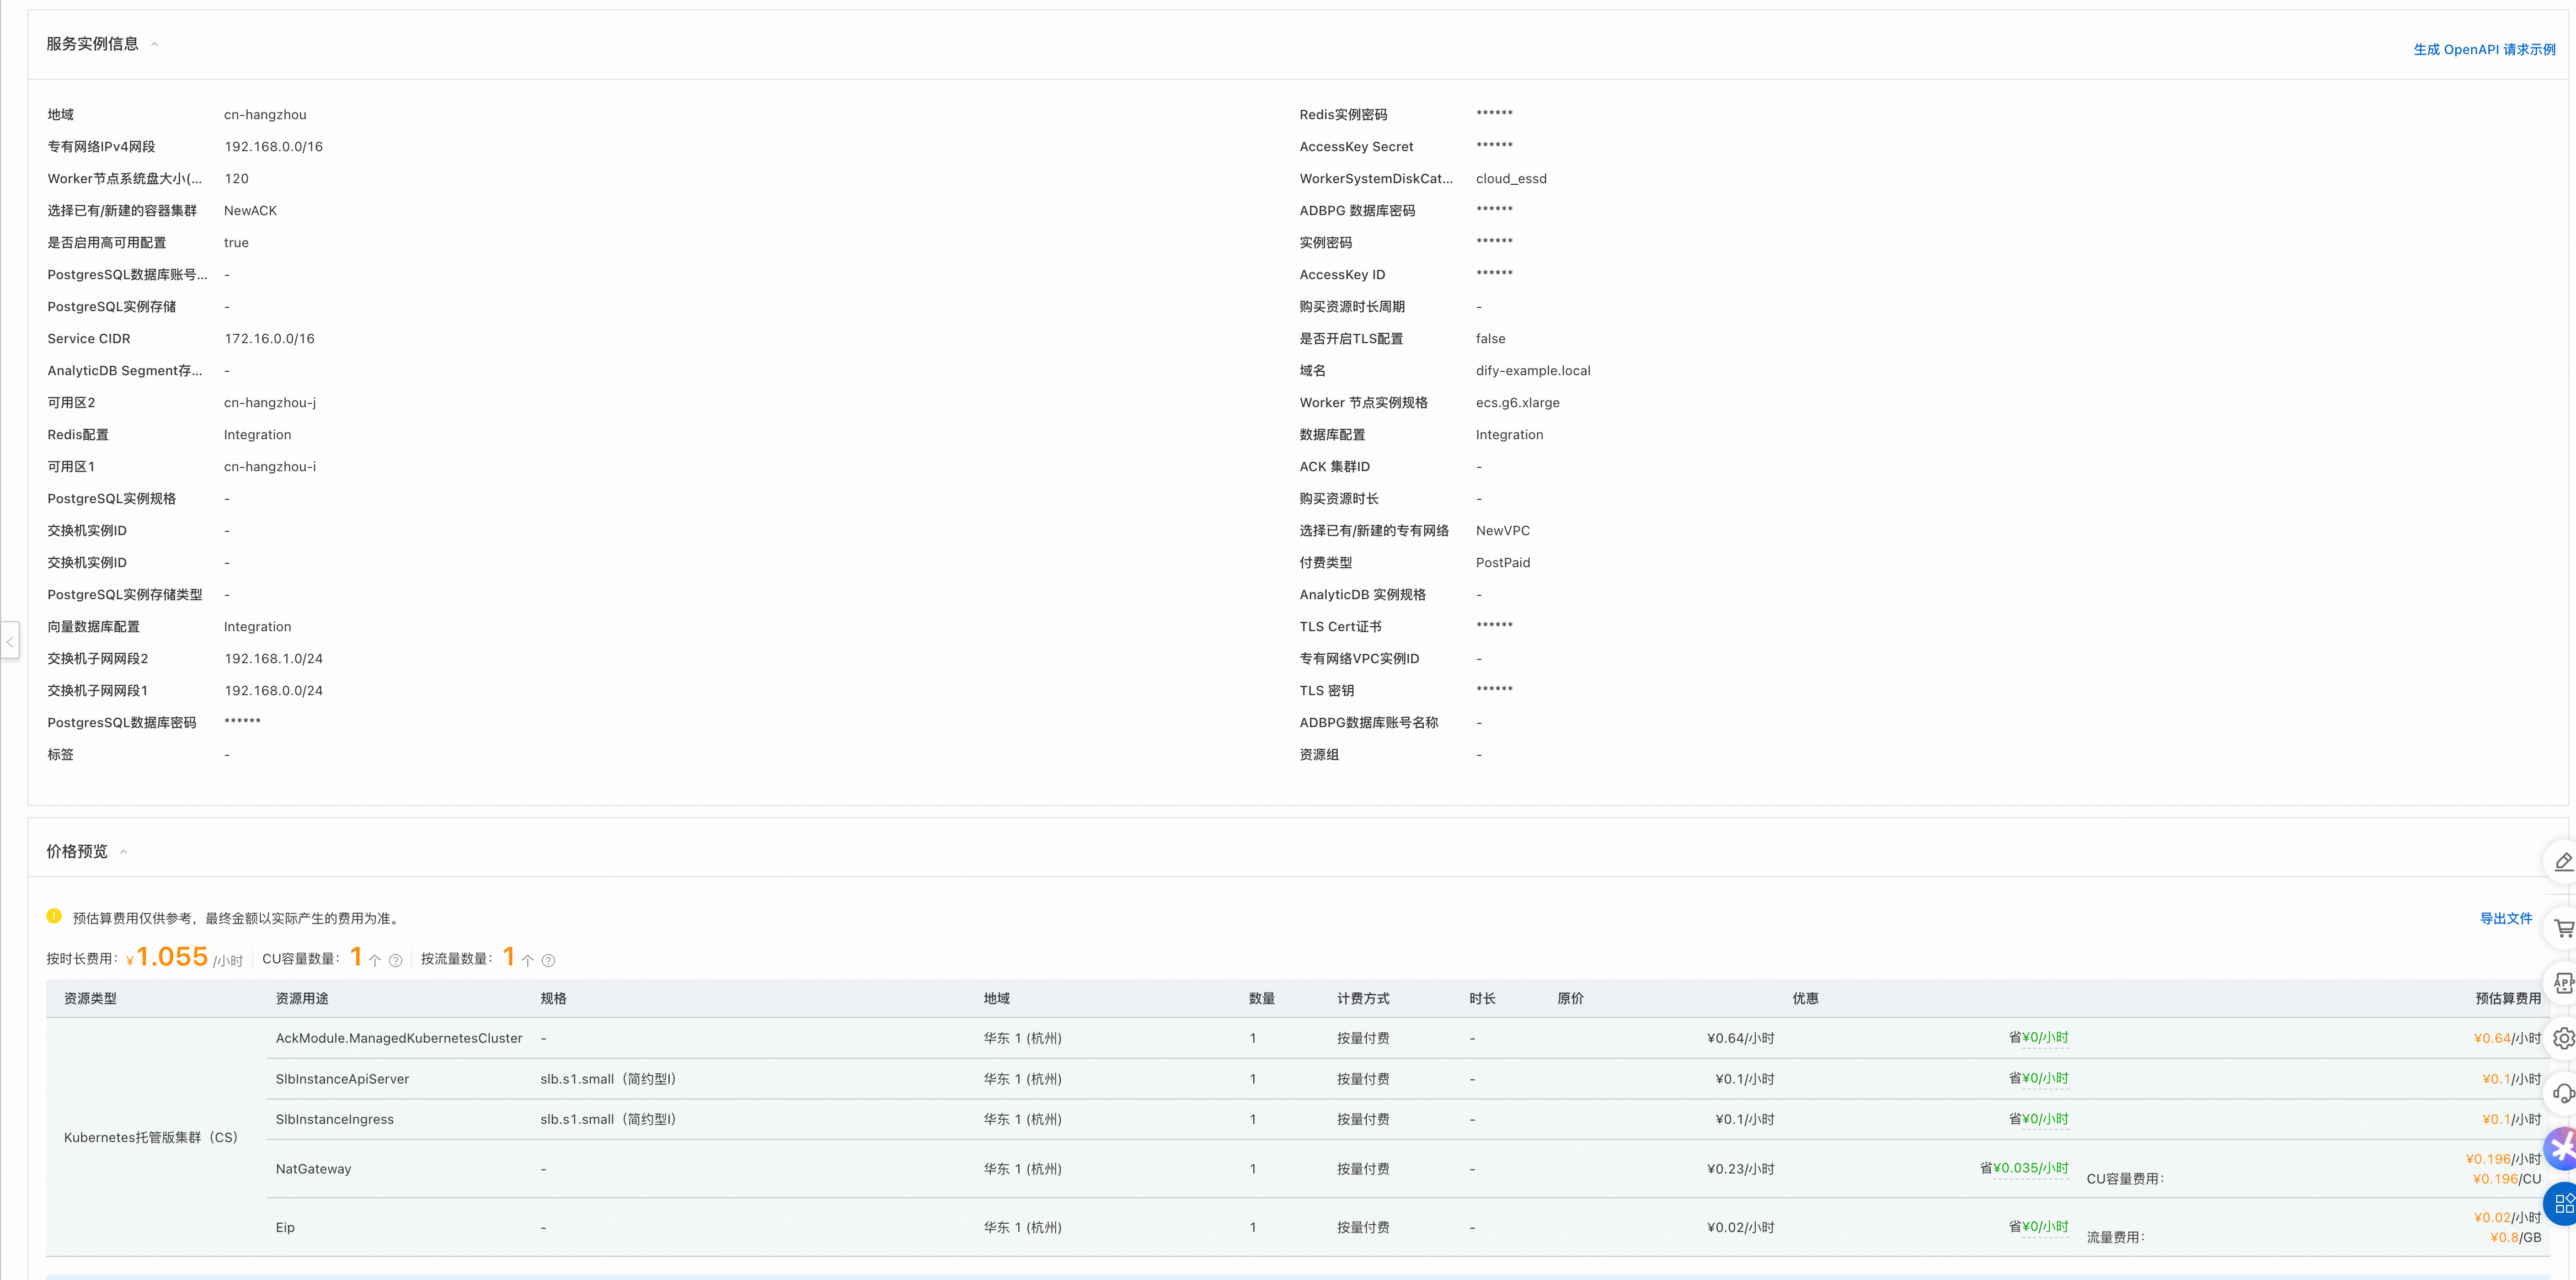 服务实例信息
生成 OpenAPI 请求示例
地域 cn-hangzhou
专有网络IPv4网段 192.168.0.0/16
Worker节点系统盘大小(... 120
选择已有/新建的容器集群 NewACK
是否启用高可用配置 true
PostgresSQL数据库账号... -
PostgreSQL实例存储 -
Service CIDR 172.16.0.0/16
AnalyticDB Segment存... -
可用区2 cn-hangzhou-j
Redis配置 Integration
可用区1 cn-hangzhou-i
PostgreSQL实例规格 -
交换机实例ID -
交换机实例ID -
PostgreSQL实例存储类型 -
向量数据库配置 Integration
交换机子网网段2 192.168.1.0/24
交换机子网网段1 192.168.0.0/24
PostgresSQL数据库密码 ******
标签 -
Redis实例密码 ******
AccessKey Secret ******
WorkerSystemDiskCat... cloud_essd
ADBPG 数据库密码 ******
实例密码 ******
AccessKey ID ******
购买资源时长周期 -
是否开启TLS配置 false
域名 dify-example.local
Worker 节点实例规格 ecs.g6.xlarge
数据库配置 Integration
ACK 集群ID -
购买资源时长 -
选择已有/新建的专有网络 NewVPC
付费类型 PostPaid
AnalyticDB 实例规格 -
TLS Cert证书 ******
专有网络VPC实例ID -
TLS 密钥 ******
ADBPG数据库账号名称 -
资源组 -
价格预览
预估算费用仅供参考，最终金额以实际产生的费用为准。
导出文件
按时长费用: ¥1.055 /小时 CU容量数量: 1 个 按流量数量: 1 个
资源类型 资源用途 规格 地域 数量 计费方式 时长 原价 优惠 预估算费用
Kubernetes托管版集群（CS）
AckModule.ManagedKubernetesCluster - 华东 1 (杭州) 1 按量付费 - ¥0.64/小时 省¥0/小时 ¥0.64/小时
SlbInstanceApiServer slb.s1.small（简约型I） 华东 1 (杭州) 1 按量付费 - ¥0.1/小时 省¥0/小时 ¥0.1/小时
SlbInstanceIngress slb.s1.small（简约型I） 华东 1 (杭州) 1 按量付费 - ¥0.1/小时 省¥0/小时 ¥0.1/小时
NatGateway - 华东 1 (杭州) 1 按量付费 - ¥0.23/小时 省¥0.035/小时 ¥0.196/小时
CU容量费用: ¥0.196/CU
Eip - 华东 1 (杭州) 1 按量付费 - ¥0.02/小时 省¥0/小时 ¥0.02/小时
流量费用: ¥0.8/GB